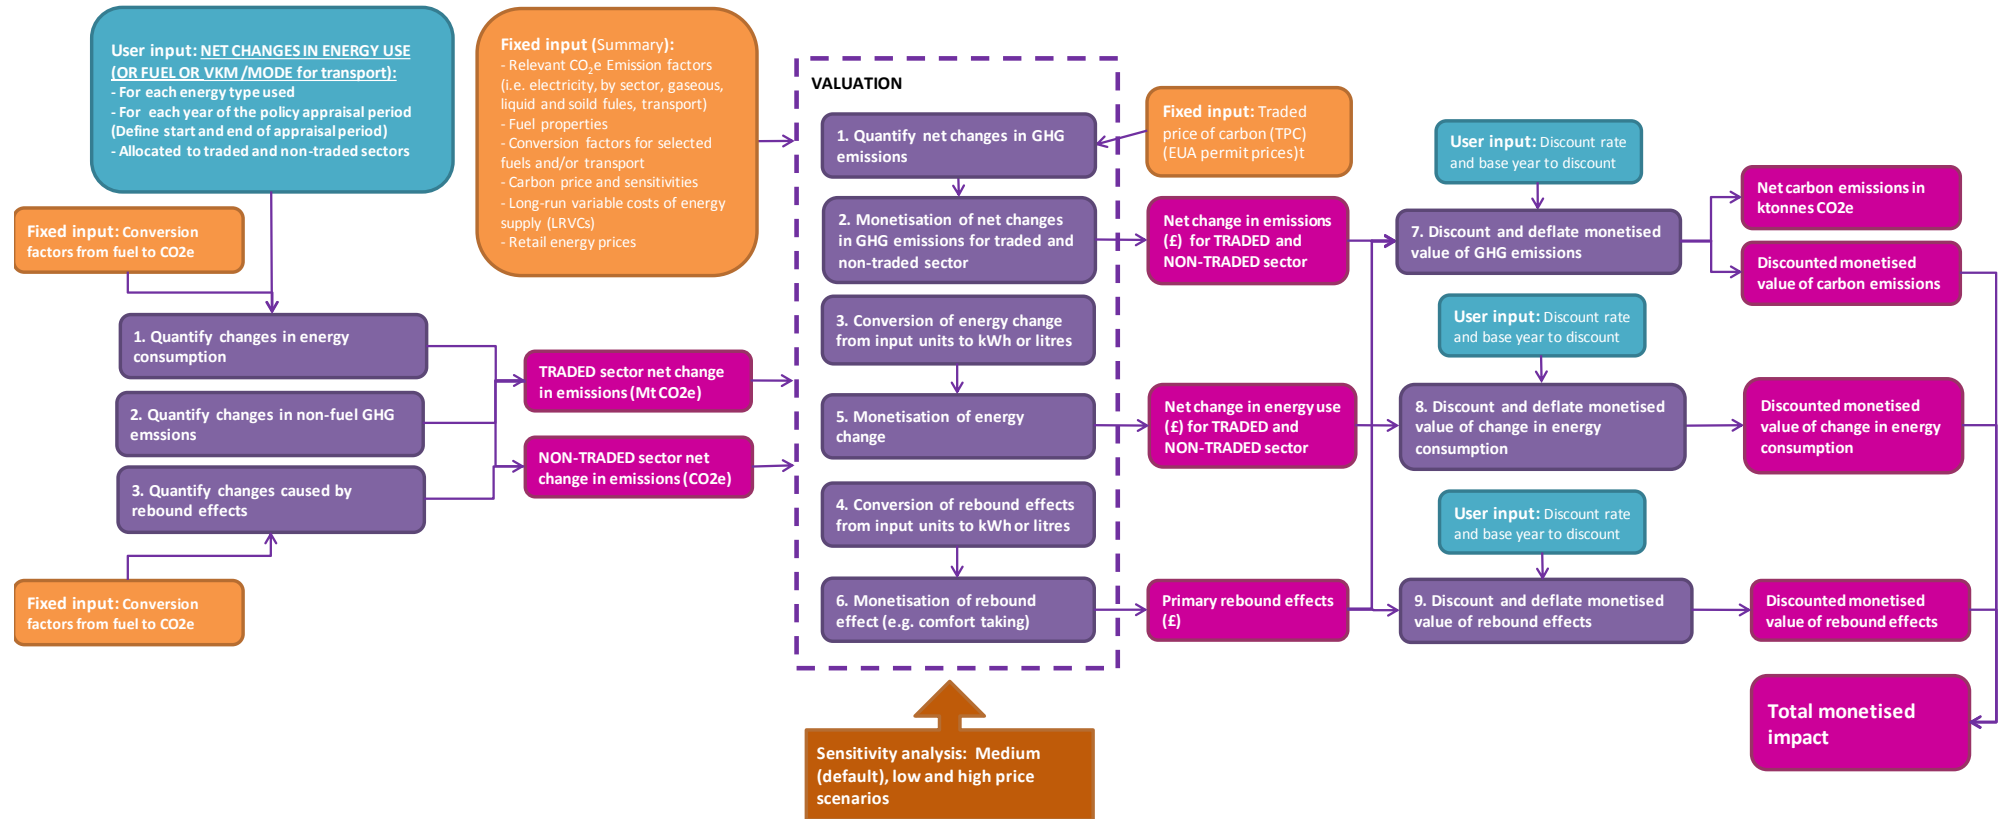 User input: NET CHANGES IN ENERGY USE
(OR FUEL OR VKM /MODE for transport):
- For each energy type used
- For each year of the policy appraisal period
(Define start and end of appraisal period)
- Allocated to traded and non-traded sectors
Fixed input: Conversion
factors from fuel to CO2e
1. Quantify changes in energy
consumption
2. Quantify changes in non-fuel GHG
emssions
3. Quantify changes caused by
rebound effects
Fixed input: Conversion
factors from fuel to CO2e
Fixed input (Summary):
- Relevant CO2e Emission factors
(i.e. electricity, by sector, gaseous,
liquid and soild fules, transport)
- Fuel properties
- Conversion factors for selected
fuels and/or transport
- Carbon price and sensitivities
- Long-run variable costs of energy
supply (LRVCs)
- Retail energy prices
TRADED sector net change
in emissions (Mt CO2e)
NON-TRADED sector net
change in emissions (CO2e)
VALUATION
1. Quantify net changes in GHG
emissions
2. Monetisation of net changes
in GHG emissions for traded and
non-traded sector
3. Conversion of energy change
from input units to kWh or litres
5. Monetisation of energy
change
4. Conversion of rebound effects
from input units to kWh or litres
6. Monetisation of rebound
effect (e.g. comfort taking)
Sensitivity analysis: Medium
(default), low and high price
scenarios
Fixed input: Traded
price of carbon (TPC)
(EUA permit prices)t
Net change in emissions
(£) for TRADED and
NON-TRADED sector
Net change in energy use
(£) for TRADED and
NON-TRADED sector
Primary rebound effects
(£)
User input: Discount rate
and base year to discount
7. Discount and deflate monetised
value of GHG emissions
User input: Discount rate
and base year to discount
8. Discount and deflate monetised
value of change in energy
consumption
User input: Discount rate
and base year to discount
9. Discount and deflate monetised
value of rebound effects
Net carbon emissions in
ktonnes CO2e
Discounted monetised
value of carbon emissions
Discounted monetised
value of change in energy
consumption
Discounted monetised
value of rebound effects
Total monetised
impact